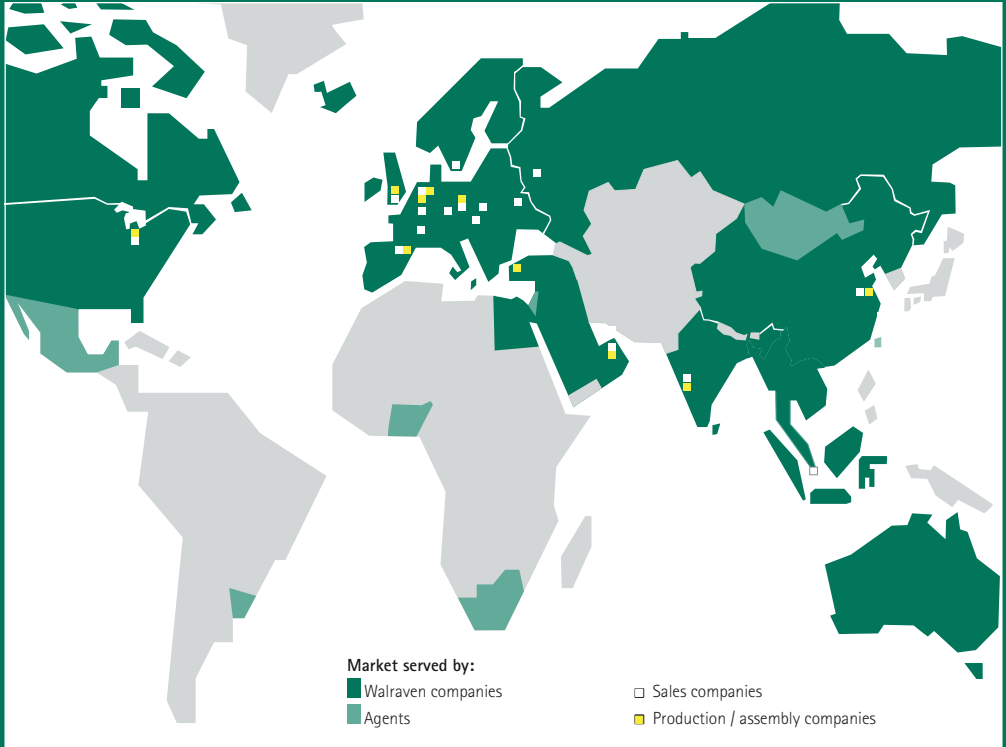 Market served by:
Walraven companies
Agents
Sales companies
Production / assembly companies